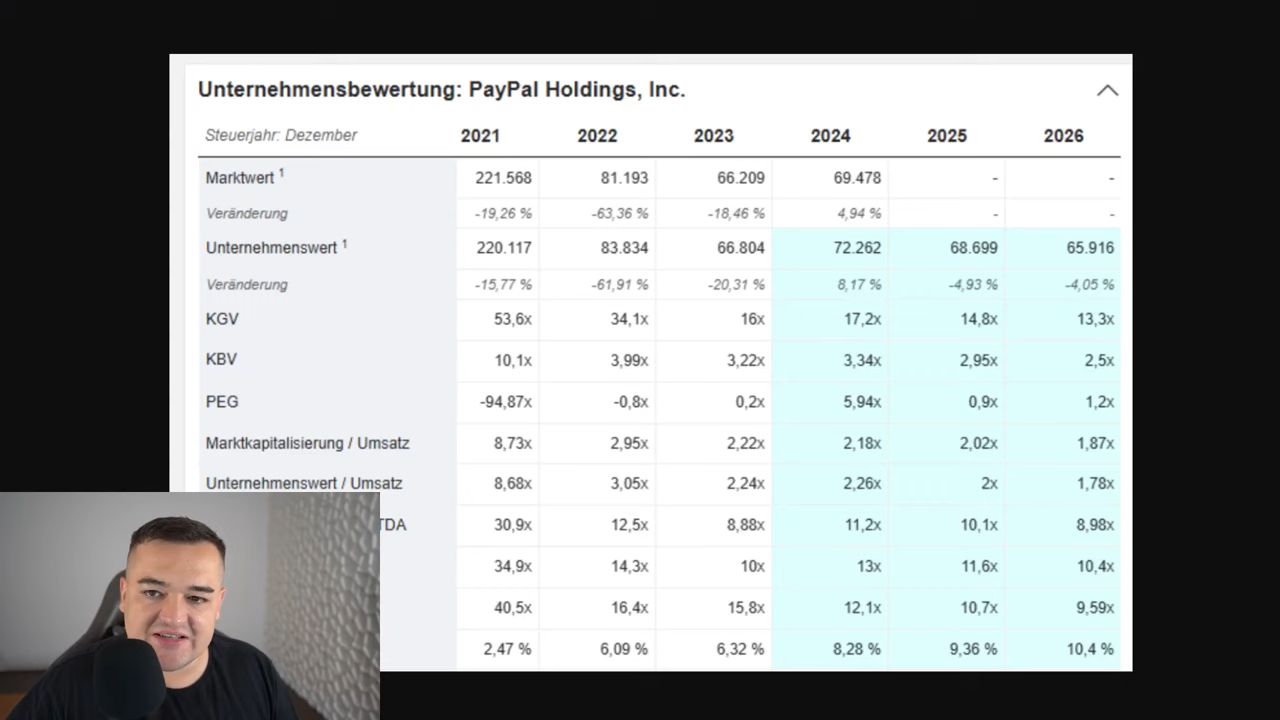 Unternehmensbewertung: PayPal Holdings, Inc.
Steuerjahr: Dezember 2021 2022 2023 2024 2025 2026
Marktwert 1 221.568 81.193 66.209 69.478 - -
Veränderung -19,26 % -63,36 % -18,46 % 4,94 % - -
Unternehmenswert 1 220.117 83.834 66.804 72.262 68.699 65.916
Veränderung -15,77 % -61,91 % -20,31 % 8,17 % -4,93 % -4,05 %
KGV 53,6x 34,1x 16x 17,2x 14,8x 13,3x
KBV 10,1x 3,99x 3,22x 3,34x 2,95x 2,5x
PEG -94,87x -0,8x 0,2x 5,94x 0,9x 1,2x
Marktkapitalisierung / Umsatz 8,73x 2,95x 2,22x 2,18x 2,02x 1,87x
Unternehmenswert / Umsatz 8,68x 3,05x 2,24x 2,26x 2x 1,78x
TDA 30,9x 12,5x 8,88x 11,2x 10,1x 8,98x
34,9x 14,3x 10x 13x 11,6x 10,4x
40,5x 16,4x 15,8x 12,1x 10,7x 9,59x
2,47 % 6,09 % 6,32 % 8,28 % 9,36 % 10,4 %